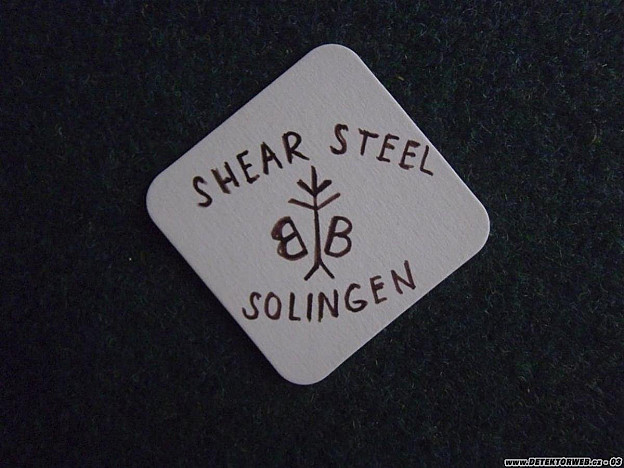 SHEAR STEEL
BB
SOLINGEN
www.DETEKTORWEB.cz - 03